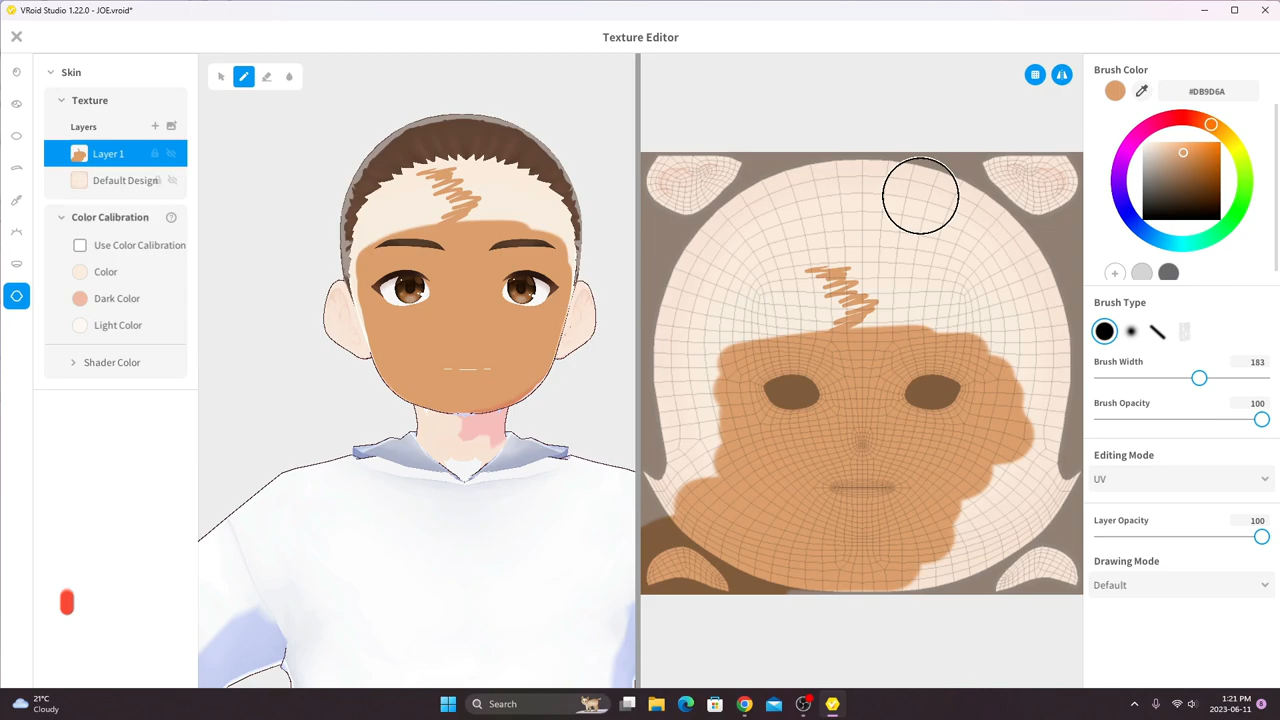 VRoid Studio 1.22.0 - JOE.vroid*
Texture Editor
Skin
Texture
Layers
Layer 1
Default Design
Color Calibration
Use Color Calibration
Color
Dark Color
Light Color
Shader Color
Brush Color
#DB9D6A
Brush Type
Brush Width
183
Brush Opacity
100
Editing Mode
UV
Layer Opacity
100
Drawing Mode
Default
21°C
Cloudy
Search
1:21 PM
2023-06-11